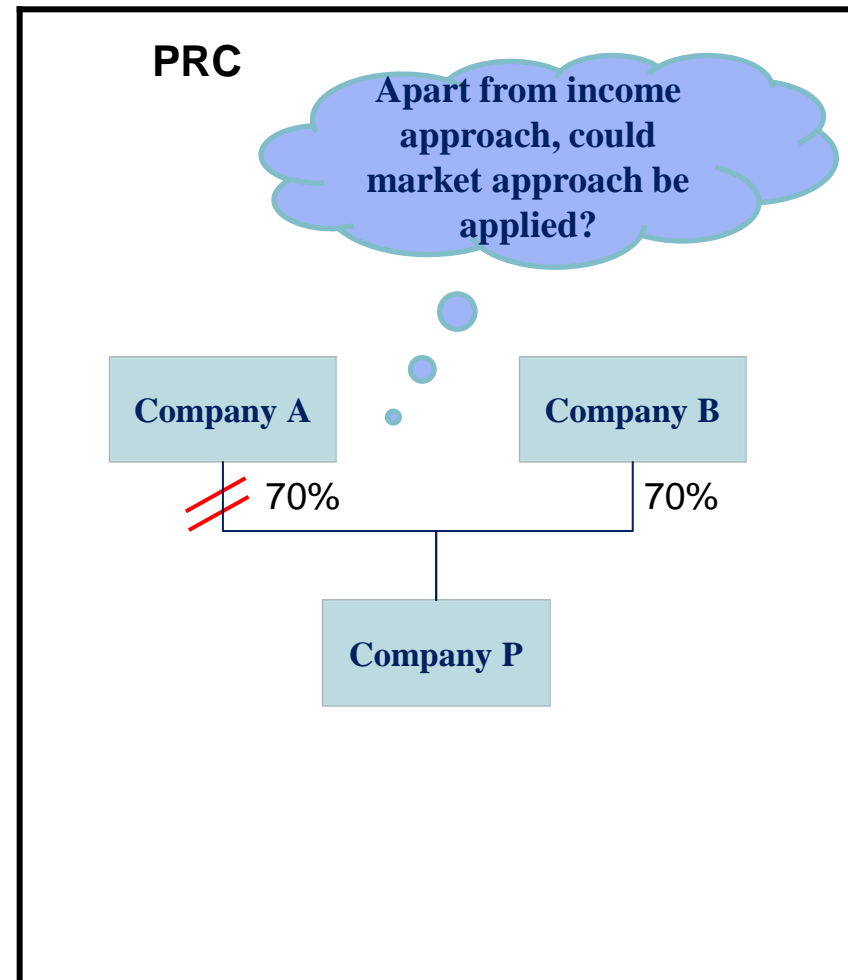 PRC
Apart from income
approach, could
market approach be
applied?
Company A
Company B
70%
70%
Company P